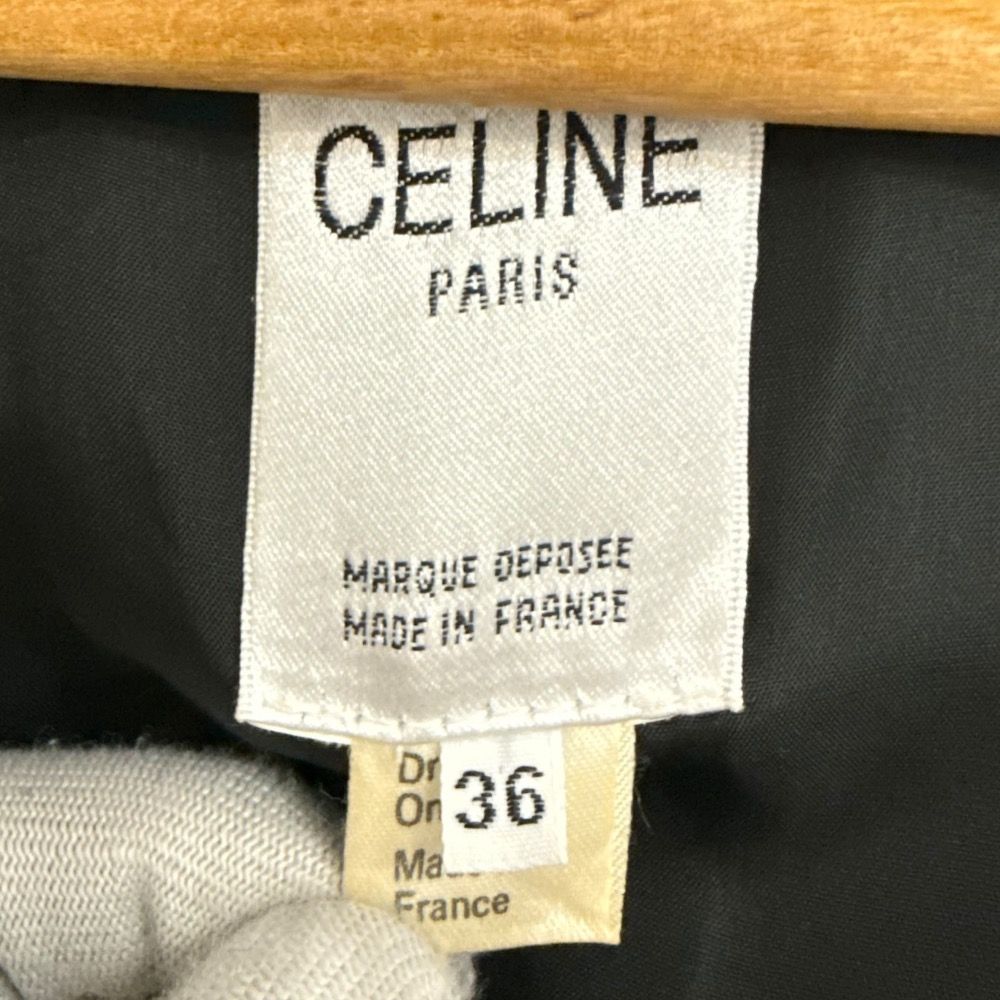 CELINE
PARIS
MARQUE DEPOSEE
MADE IN FRANCE
36
France